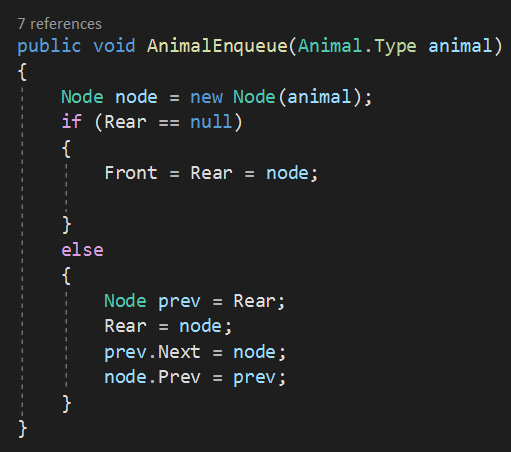 7 references
public void AnimalEnqueue(Animal.Type animal)
{
    Node node = new Node(animal);
    if (Rear == null)
    {
        Front = Rear = node;
    }
    else
    {
        Node prev = Rear;
        Rear = node;
        prev.Next = node;
        node.Prev = prev;
    }
}